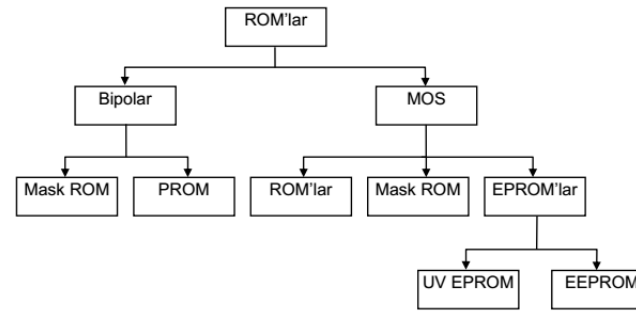 ROM'lar
Bipolar
MOS
Mask ROM
PROM
ROM'lar
Mask ROM
EPROM'lar
UV EPROM
EEPROM